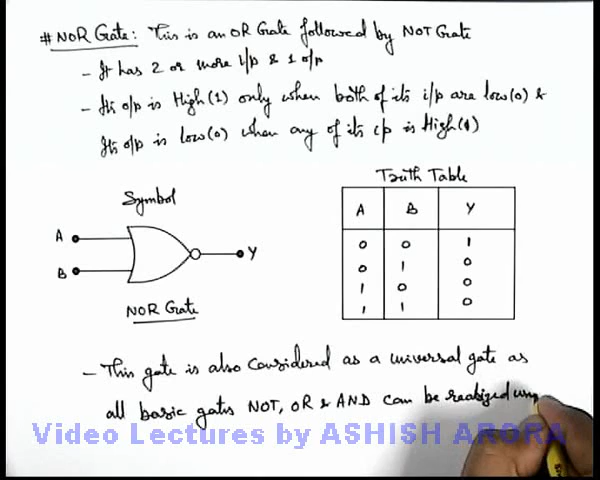 # NOR Gate: This is an OR Gate followed by NOT Gate
- It has 2 or more i/p & 1 o/p
- Its o/p is High(1) only when both of its i/p are low(0) &
Its o/p is low(0) when any of its i/p is High(1)
Symbol
A
B
Y
NOR Gate
Truth Table
A B Y
0 0 1
0 1 0
1 0 0
1 1 0
- This gate is also considered as a universal gate as
all basic gates NOT, OR & AND can be realized using
Video Lectures by ASHISH ARORA